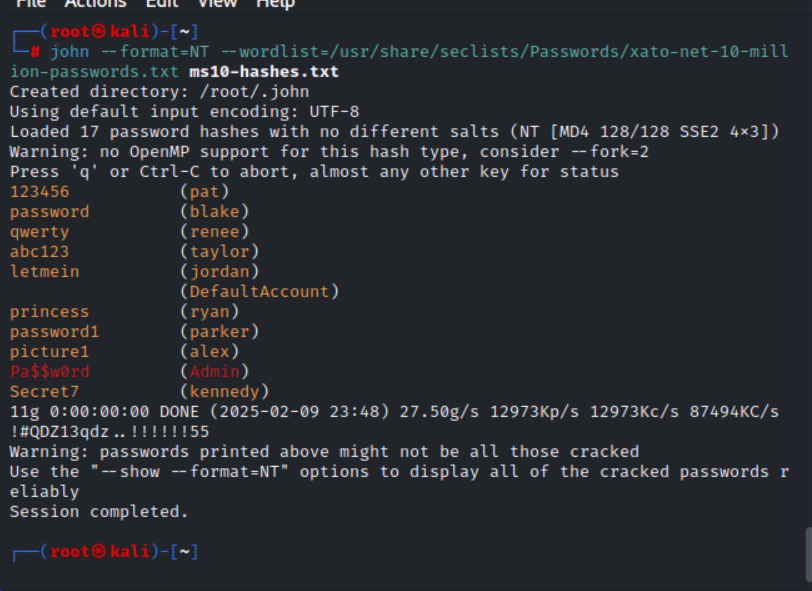 File Actions Edit View Help
┌──(root㉿kali)-[~]
└─# john --format=NT --wordlist=/usr/share/seclists/Passwords/xato-net-10-mill
ion-passwords.txt ms10-hashes.txt
Created directory: /root/.john
Using default input encoding: UTF-8
Loaded 17 password hashes with no different salts (NT [MD4 128/128 SSE2 4×3])
Warning: no OpenMP support for this hash type, consider --fork=2
Press 'q' or Ctrl-C to abort, almost any other key for status
123456 (pat)
password (blake)
qwerty (renee)
abc123 (taylor)
letmein (jordan)
(DefaultAccount)
princess (ryan)
password1 (parker)
picture1 (alex)
Pa$$w0rd (Admin)
Secret7 (kennedy)
11g 0:00:00:00 DONE (2025-02-09 23:48) 27.50g/s 12973Kp/s 12973Kc/s 87494KC/s
!#QDZ13qdz..!!!!!!55
Warning: passwords printed above might not be all those cracked
Use the "--show --format=NT" options to display all of the cracked passwords r
eliably
Session completed.
┌──(root㉿kali)-[~]